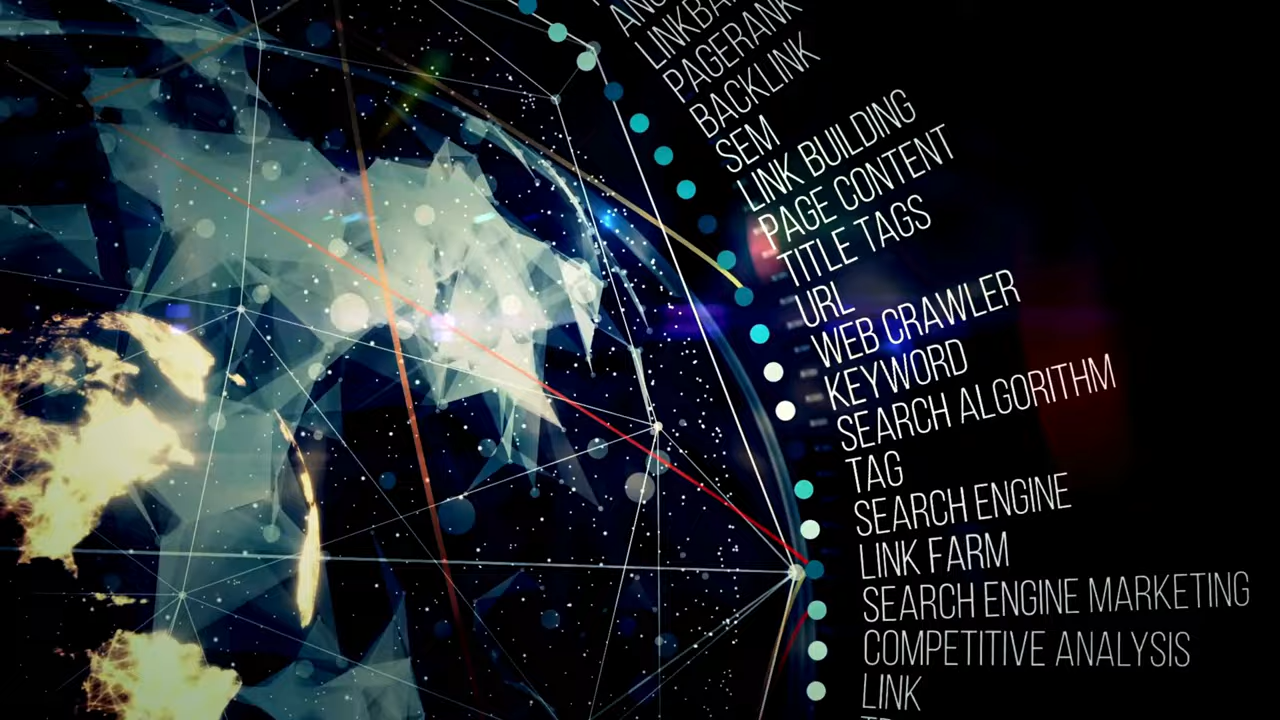 PAGERANK
BACKLINK
SEM
LINK BUILDING
PAGE CONTENT
TITLE TAGS
URL
WEB CRAWLER
KEYWORD
SEARCH ALGORITHM
TAG
SEARCH ENGINE
LINK FARM
SEARCH ENGINE MARKETING
COMPETITIVE ANALYSIS
LINK